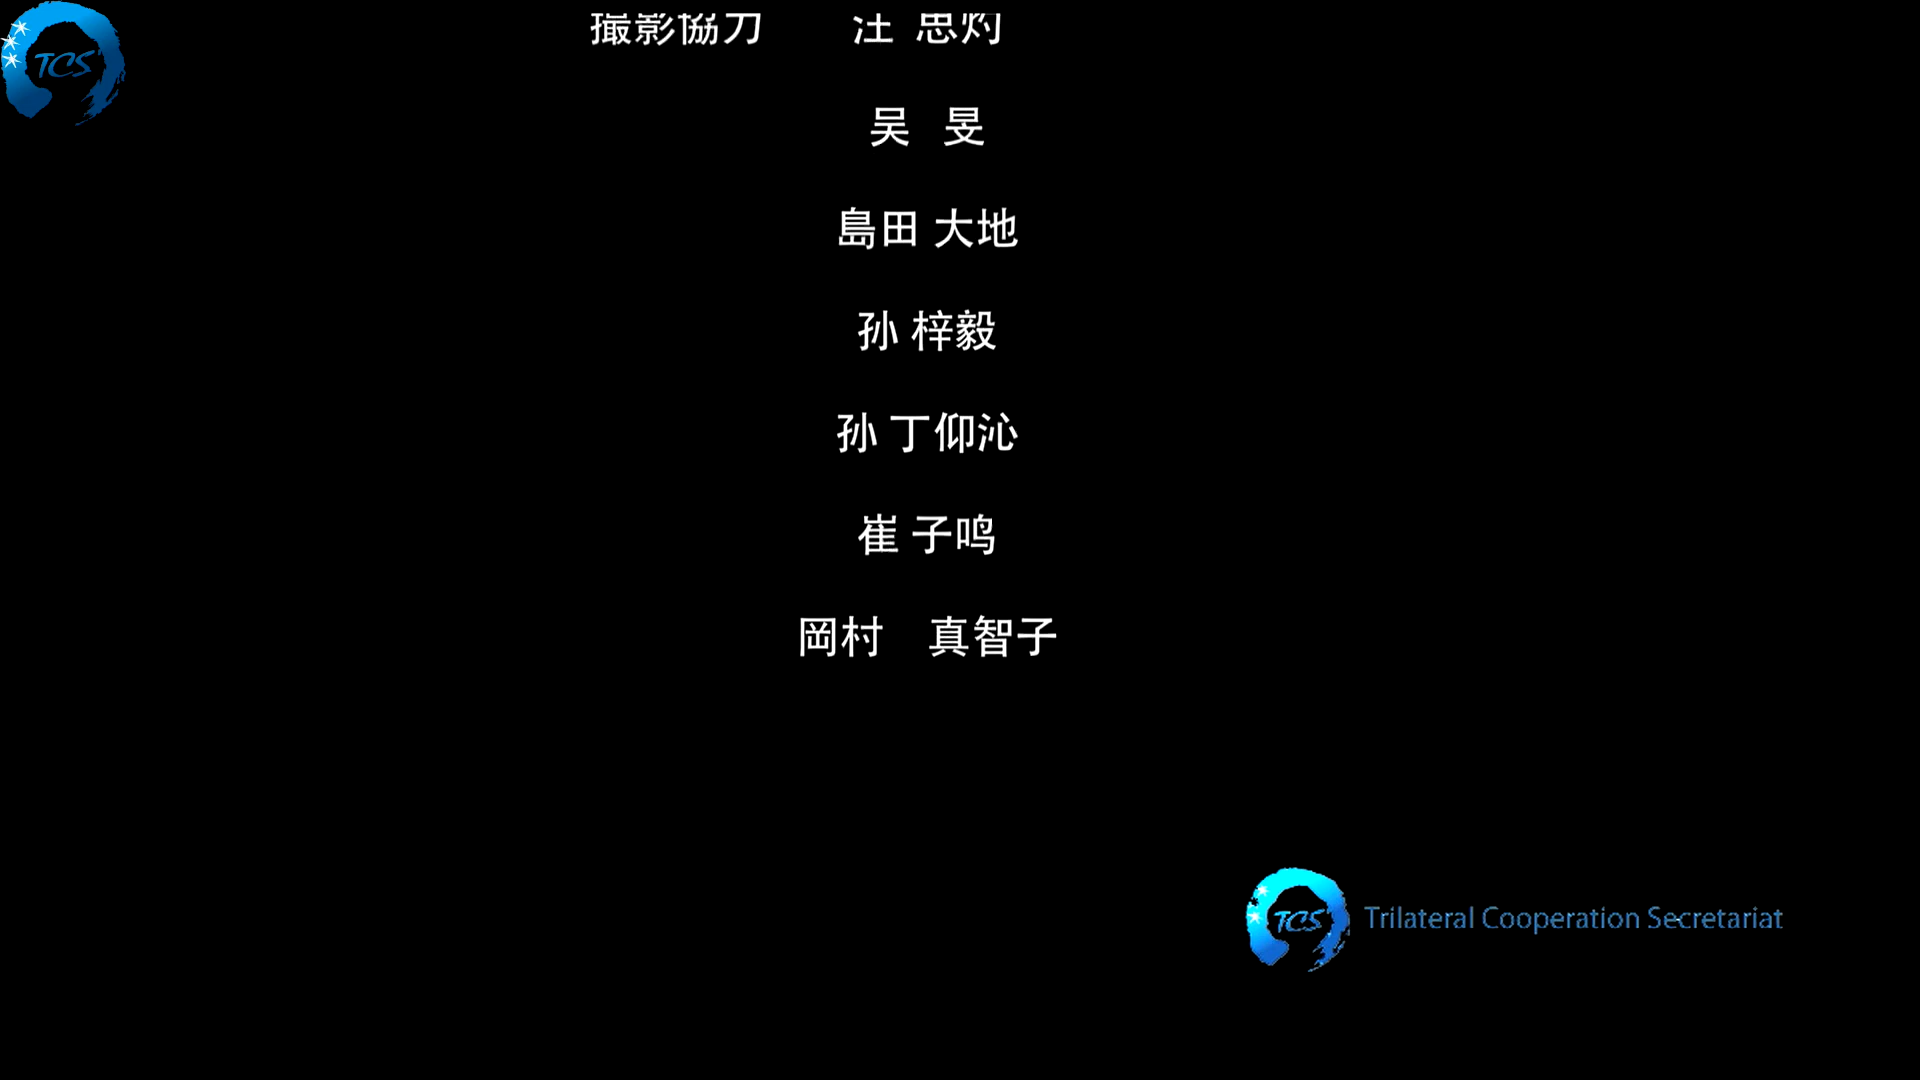 TCS
撮影協力 汪 思灼
吴 旻
島田 大地
孙 梓毅
孙 丁仰沁
崔 子鸣
岡村 真智子
TCS Trilateral Cooperation Secretariat